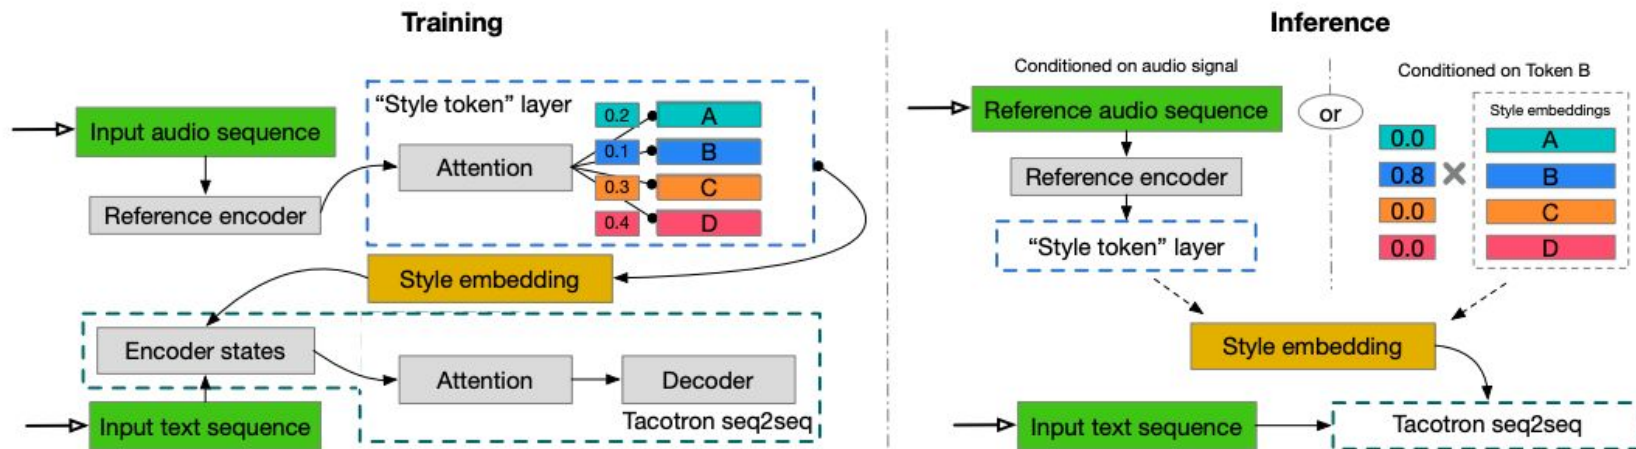 Training
Input audio sequence
Reference encoder
“Style token” layer
Attention
0.2 A
0.1 B
0.3 C
0.4 D
Style embedding
Encoder states
Attention
Decoder
Tacotron seq2seq
Input text sequence
Inference
Conditioned on audio signal
Reference audio sequence
Reference encoder
“Style token” layer
or
Conditioned on Token B
Style embeddings
0.0 A
0.8 B
0.0 C
0.0 D
Style embedding
Input text sequence
Tacotron seq2seq